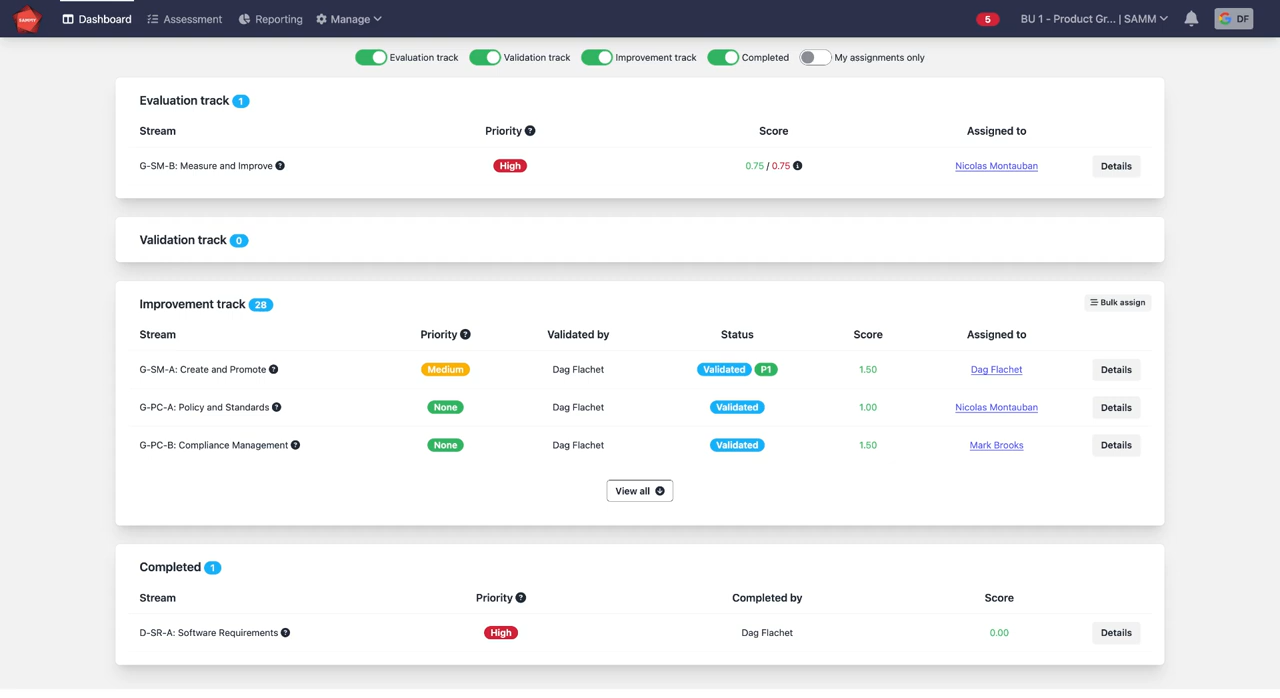 SAMMY Dashboard Assessment Reporting Manage 5 BU 1 - Product Gr... | SAMM DF
Evaluation track Validation track Improvement track Completed My assignments only
Evaluation track 1
Stream Priority ? Score Assigned to
G-SM-B: Measure and Improve ? High 0.75 / 0.75 Nicolas Montauban Details
Validation track 0
Improvement track 28 Bulk assign
Stream Priority ? Validated by Status Score Assigned to
G-SM-A: Create and Promote ? Medium Dag Flachet Validated P1 1.50 Dag Flachet Details
G-PC-A: Policy and Standards ? None Dag Flachet Validated 1.00 Nicolas Montauban Details
G-PC-B: Compliance Management ? None Dag Flachet Validated 1.50 Mark Brooks Details
View all
Completed 1
Stream Priority ? Completed by Score
D-SR-A: Software Requirements ? High Dag Flachet 0.00 Details